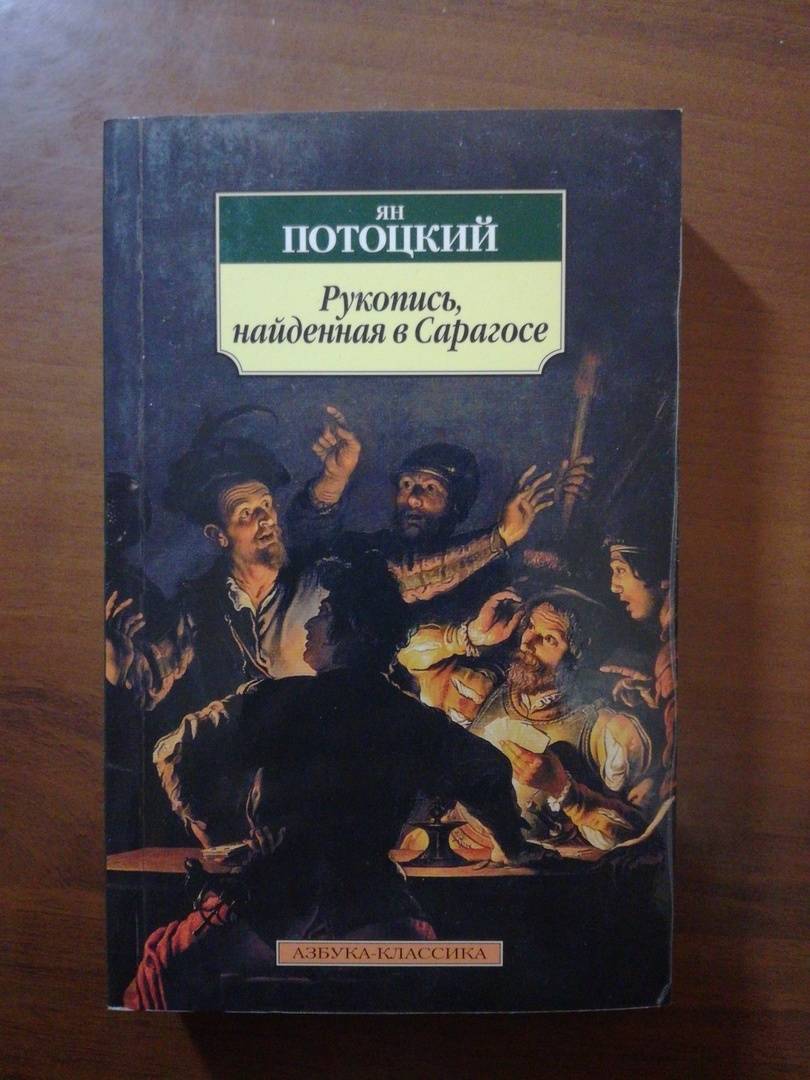 ЯН
ПОТОЦКИЙ
Рукопись,
найденная в Сарагосе
АЗБУКА-КЛАССИКА